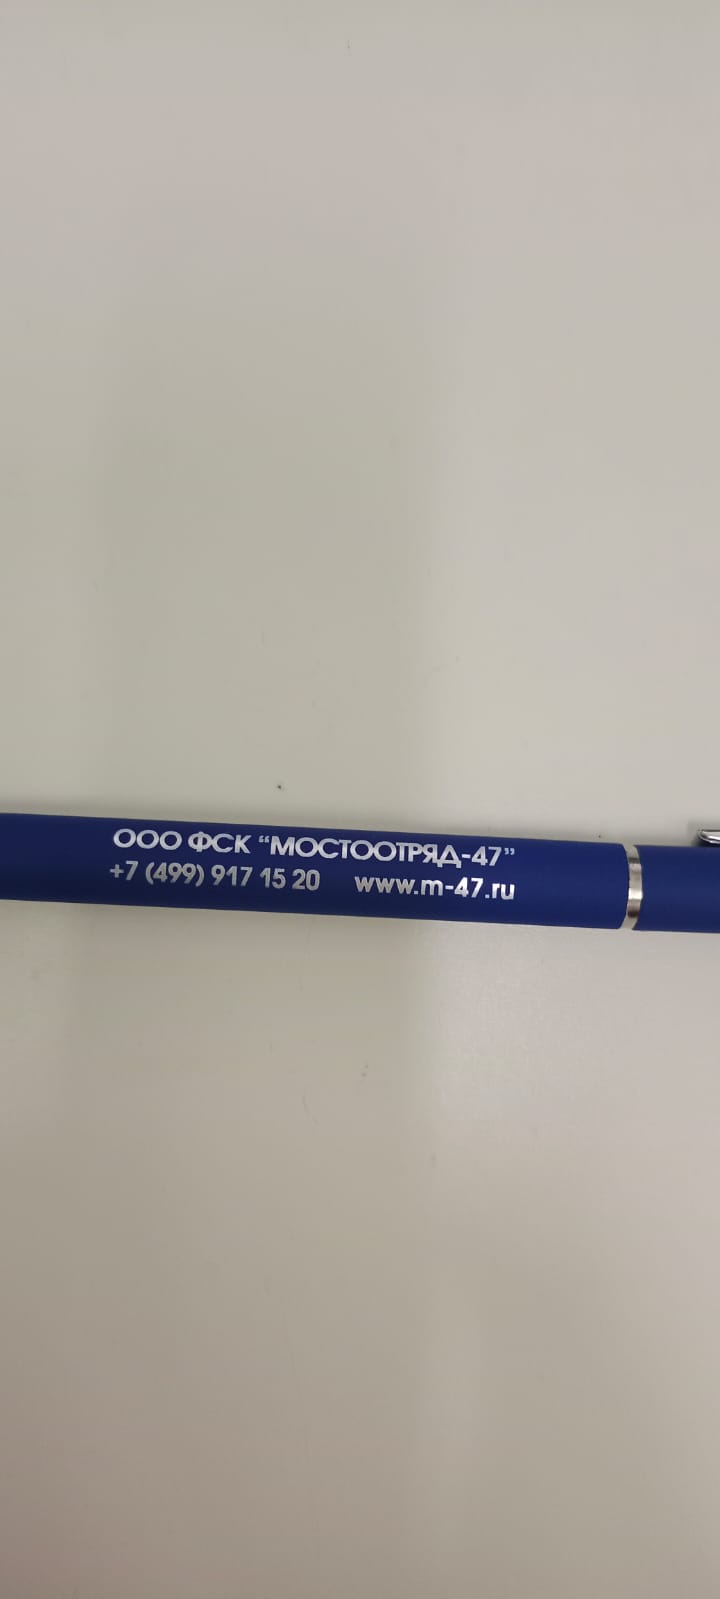 ООО ФСК “МОСТООТРЯД-47”
+7 (499) 917 15 20 www.m-47.ru